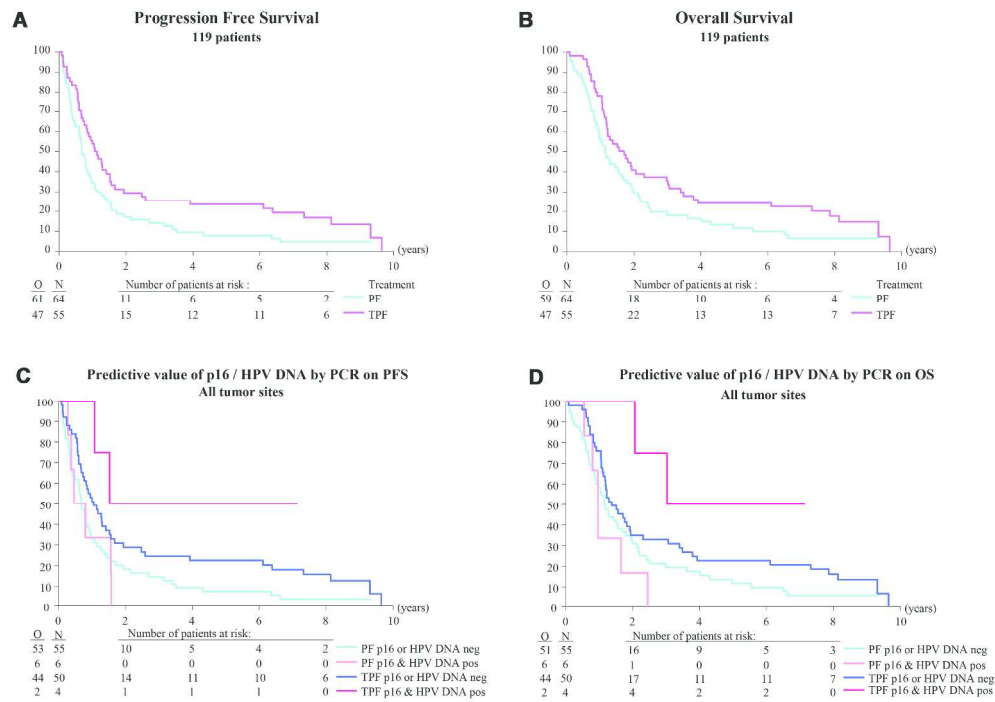 A
Progression Free Survival
119 patients
100
90
80
70
60
50
40
30
20
10
0
(years)
0 2 4 6 8 10
O N Number of patients at risk : Treatment
61 64 11 6 5 2 PF
47 55 15 12 11 6 TPF
B
Overall Survival
119 patients
100
90
80
70
60
50
40
30
20
10
0
(years)
0 2 4 6 8 10
O N Number of patients at risk : Treatment
59 64 18 10 6 4 PF
47 55 22 13 13 7 TPF
C
Predictive value of p16 / HPV DNA by PCR on PFS
All tumor sites
100
90
80
70
60
50
40
30
20
10
0
(years)
0 2 4 6 8 10
O N Number of patients at risk:
53 55 10 5 4 2 PF p16 or HPV DNA neg
6 6 0 0 0 0 PF p16 & HPV DNA pos
44 50 14 11 10 6 TPF p16 or HPV DNA neg
2 4 1 1 1 0 TPF p16 & HPV DNA pos
D
Predictive value of p16 / HPV DNA by PCR on OS
All tumor sites
100
90
80
70
60
50
40
30
20
10
0
(years)
0 2 4 6 8 10
O N Number of patients at risk:
51 55 16 9 5 3 PF p16 or HPV DNA neg
6 6 1 0 0 0 PF p16 & HPV DNA pos
44 50 17 11 11 7 TPF p16 or HPV DNA neg
2 4 4 2 2 0 TPF p16 & HPV DNA pos